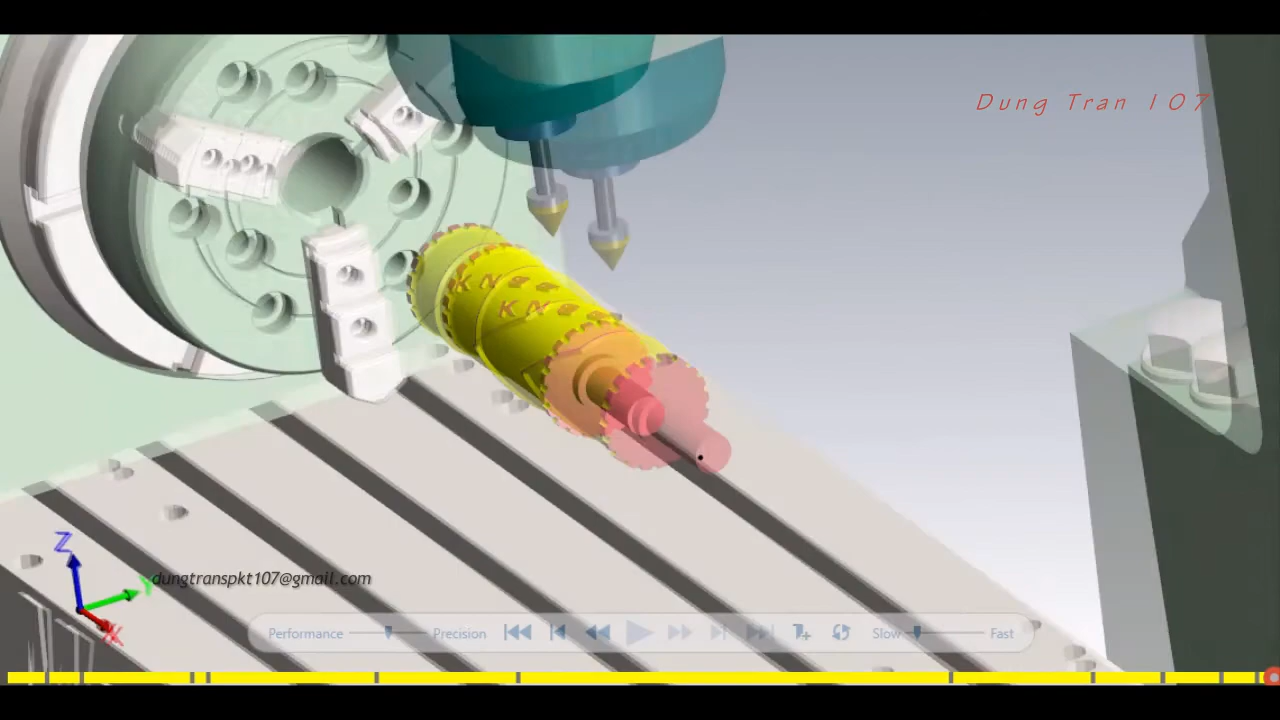 Dung Tran 107
K N
K N
Z
Y
X
dungtranspkt107@gmail.com
Performance
Precision
Slow
Fast